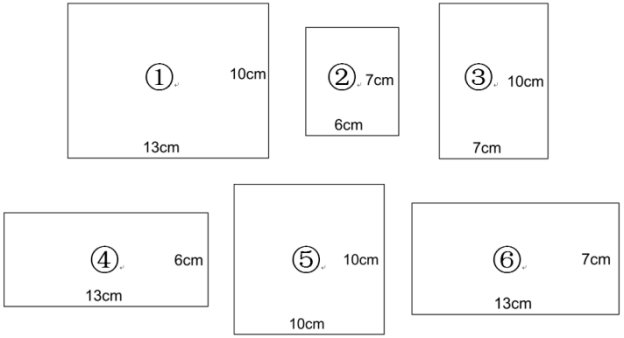 ① 10cm
13cm
② 7cm
6cm
③ 10cm
7cm
④ 6cm
13cm
⑤ 10cm
10cm
⑥ 7cm
13cm